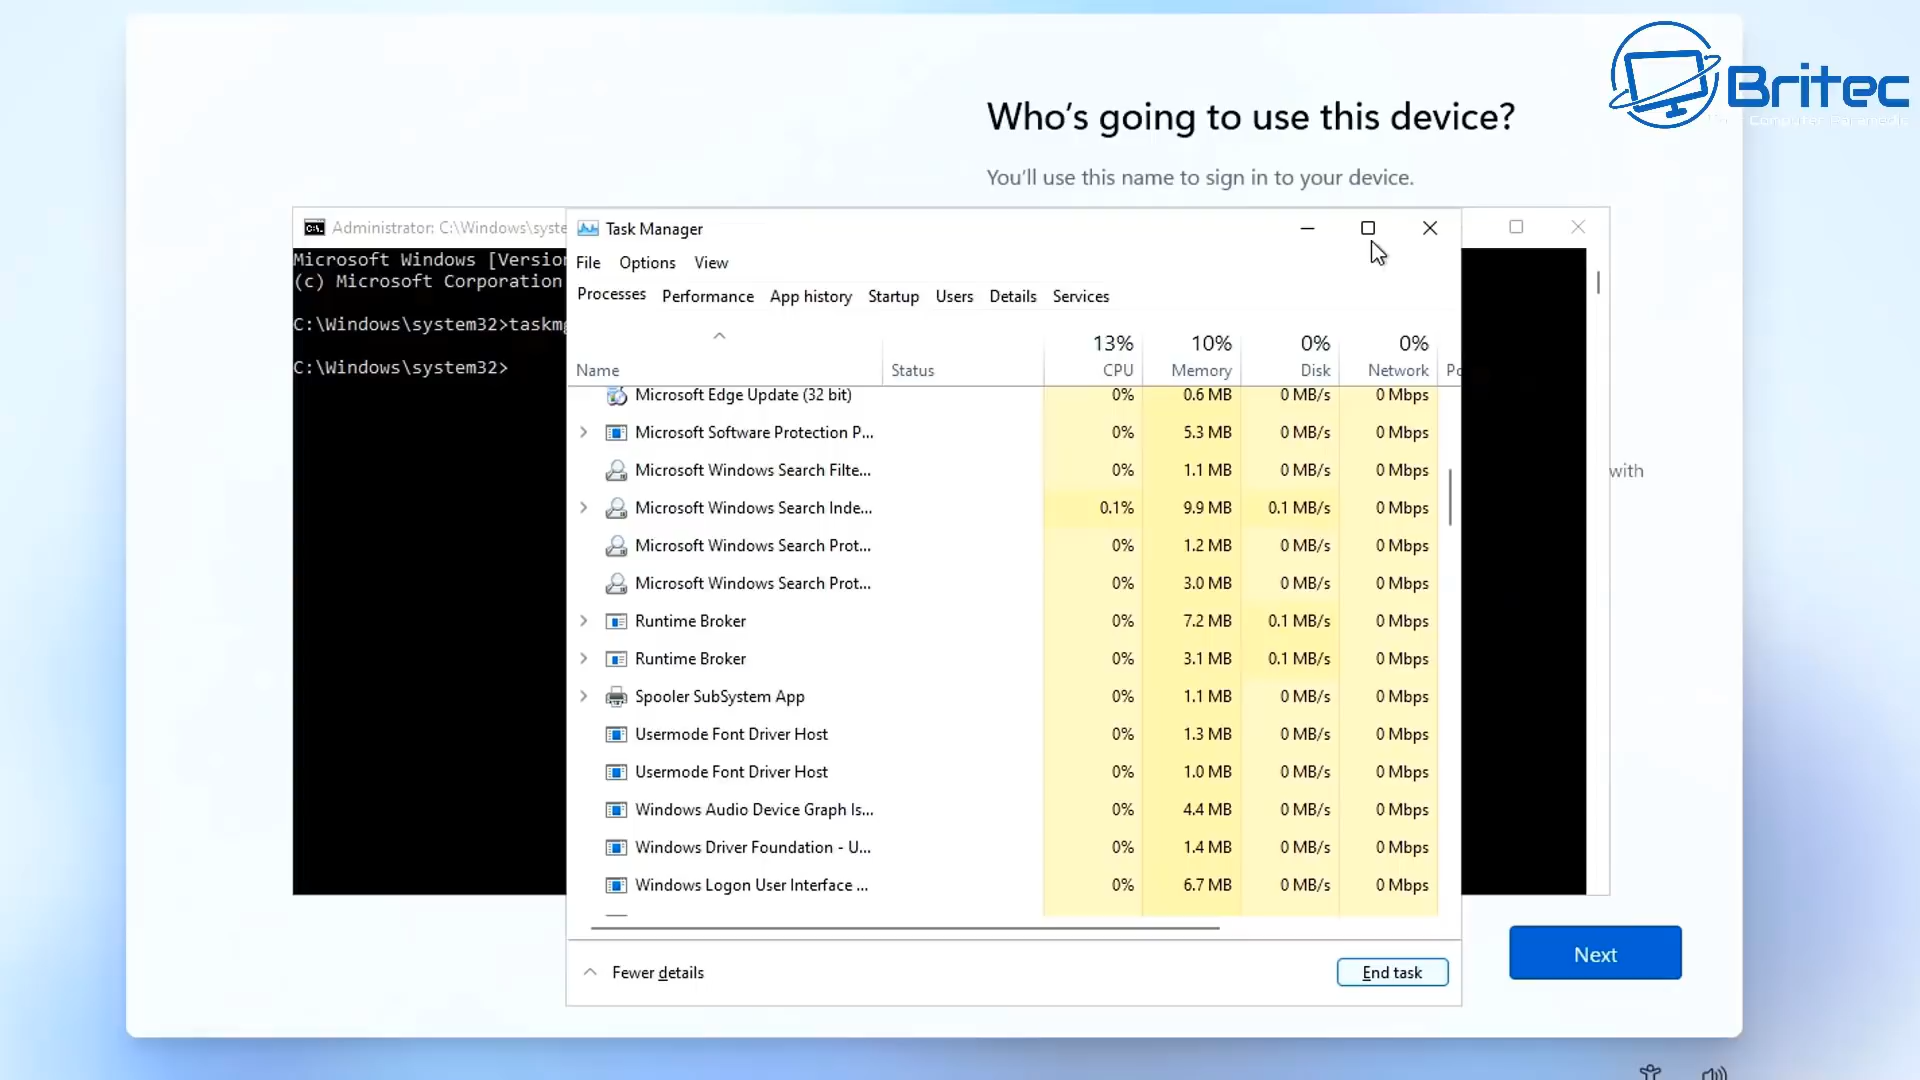 Britec
Who's going to use this device?
You'll use this name to sign in to your device.
Administrator: C:\Windows\syste
Microsoft Windows [Version
(c) Microsoft Corporation
C:\Windows\system32>taskmg
C:\Windows\system32>
Task Manager
File Options View
Processes Performance App history Startup Users Details Services
13% 10% 0% 0%
Name Status CPU Memory Disk Network Po
Microsoft Edge Update (32 bit) 0% 0.6 MB 0 MB/s 0 Mbps
Microsoft Software Protection P... 0% 5.3 MB 0 MB/s 0 Mbps
Microsoft Windows Search Filte... 0% 1.1 MB 0 MB/s 0 Mbps
with
Microsoft Windows Search Inde... 0.1% 9.9 MB 0.1 MB/s 0 Mbps
Microsoft Windows Search Prot... 0% 1.2 MB 0 MB/s 0 Mbps
Microsoft Windows Search Prot... 0% 3.0 MB 0 MB/s 0 Mbps
Runtime Broker 0% 7.2 MB 0.1 MB/s 0 Mbps
Runtime Broker 0% 3.1 MB 0.1 MB/s 0 Mbps
Spooler SubSystem App 0% 1.1 MB 0 MB/s 0 Mbps
Usermode Font Driver Host 0% 1.3 MB 0 MB/s 0 Mbps
Usermode Font Driver Host 0% 1.0 MB 0 MB/s 0 Mbps
Windows Audio Device Graph Is... 0% 4.4 MB 0 MB/s 0 Mbps
Windows Driver Foundation - U... 0% 1.4 MB 0 MB/s 0 Mbps
Windows Logon User Interface ... 0% 6.7 MB 0 MB/s 0 Mbps
Fewer details
End task
Next